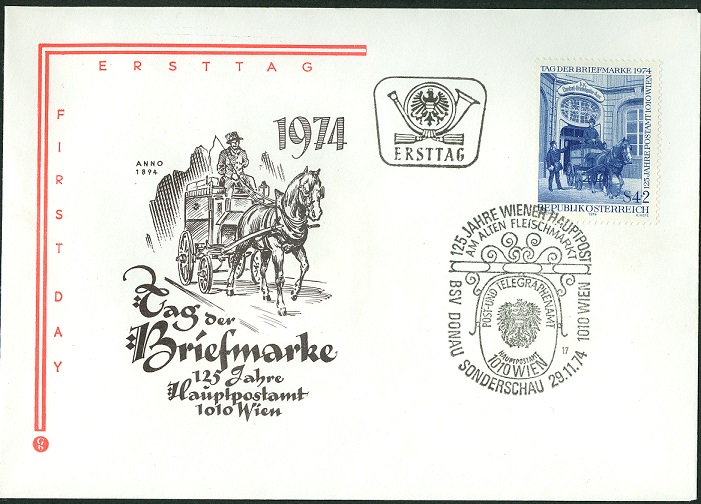 ERSTTAG
FIRST DAY
1974
ANNO
1894
Tag der
Briefmarke
125 Jahre
Hauptpostamt
1010 Wien
ERSTTAG
TAG DER BRIEFMARKE 1974
125 JAHRE POSTAMT 1010 WIEN
S4+2
REPUBLIK ÖSTERREICH
1974
125 JAHRE WIENER HAUPTPOST
AM ALTEN FLEISCHMARKT
POST-UND TELEGRAPHENAMT
HAUPTPOSTAMT
1010 WIEN
17
BSV DONAU SONDERSCHAU 29.11.74 1010 WIEN